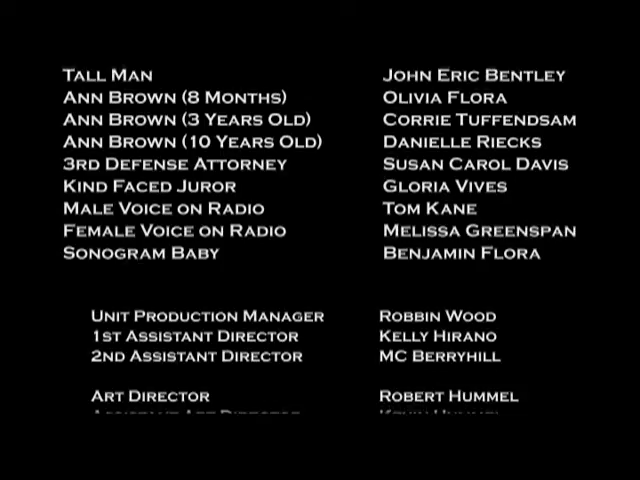 Tall Man John Eric Bentley
Ann Brown (8 Months) Olivia Flora
Ann Brown (3 Years Old) Corrie Tuffendsam
Ann Brown (10 Years Old) Danielle Riecks
3rd Defense Attorney Susan Carol Davis
Kind Faced Juror Gloria Vives
Male Voice on Radio Tom Kane
Female Voice on Radio Melissa Greenspan
Sonogram Baby Benjamin Flora
Unit Production Manager Robbin Wood
1st Assistant Director Kelly Hirano
2nd Assistant Director MC Berryhill
Art Director Robert Hummel
Assistant Art Director